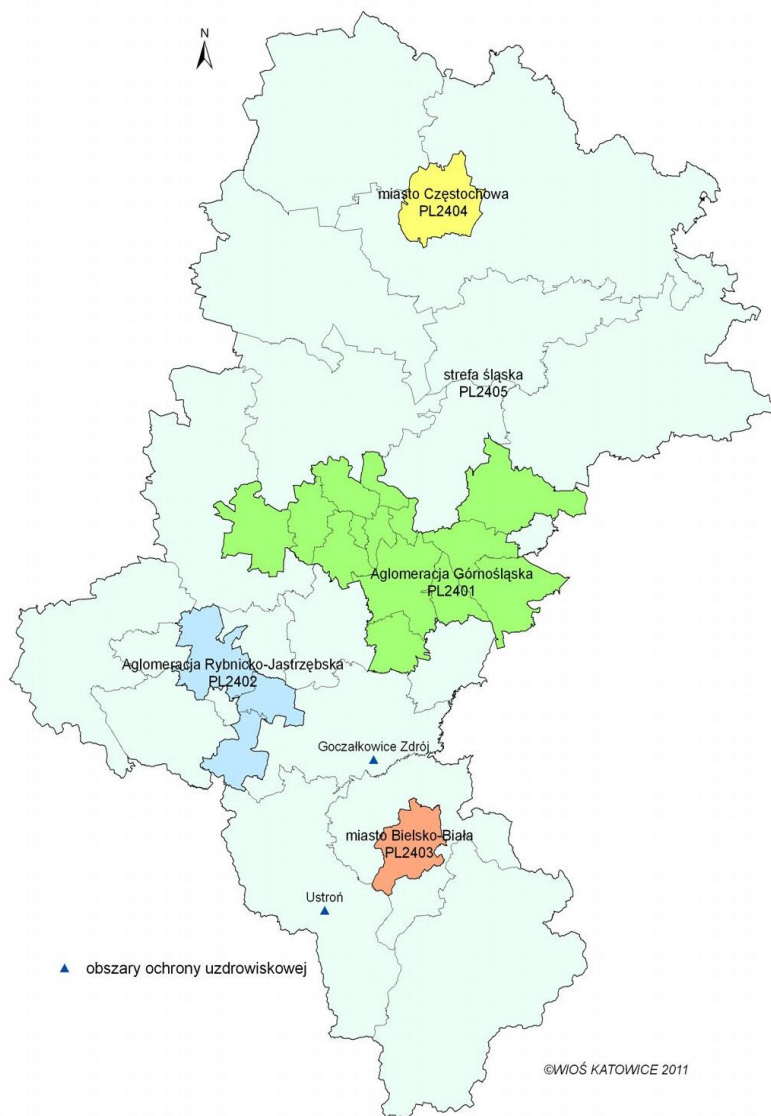 N
miasto Częstochowa
PL2404
strefa śląska
PL2405
Aglomeracja Górnośląska
PL2401
Aglomeracja Rybnicko-Jastrzębska
PL2402
Goczałkowice Zdrój
miasto Bielsko-Biała
PL2403
Ustroń
obszary ochrony uzdrowiskowej
©WIOŚ KATOWICE 2011